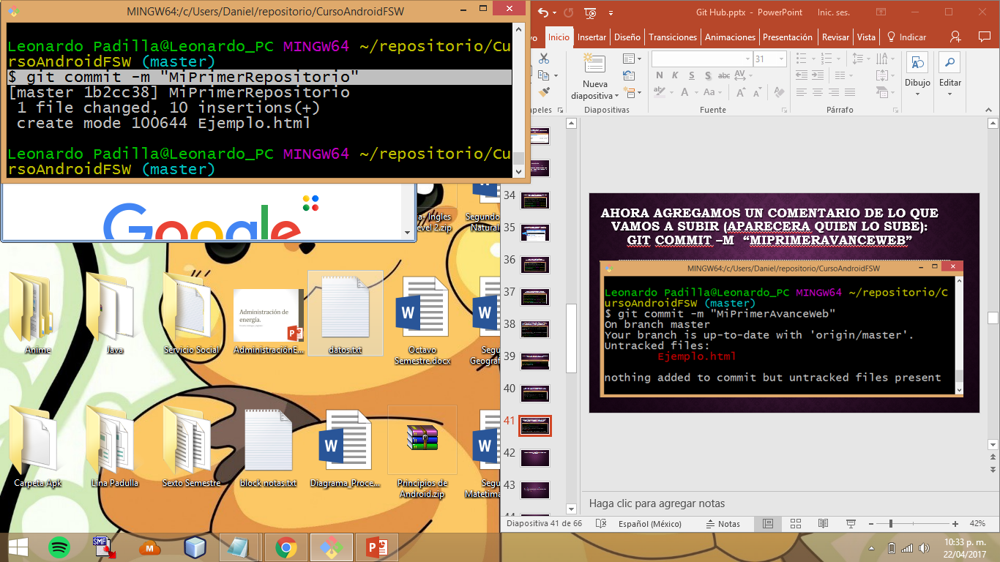 MINGW64:/c/Users/Daniel/repositorio/CursoAndroidFSW
Leonardo Padilla@Leonardo_PC MINGW64 ~/repositorio/Cu
rsoAndroidFSW (master)
$ git commit -m "MiPrimerRepositorio"
[master 1b2cc38] MiPrimerRepositorio
1 file changed, 10 insertions(+)
create mode 100644 Ejemplo.html
Leonardo Padilla@Leonardo_PC MINGW64 ~/repositorio/Cu
rsoAndroidFSW (master)
Google
a- Ingles
evel 2.zip
Segundo
Natural
Anime
Java
Servicio Social
Administración de
energía.
AdministraciónE...
datos.txt
Octavo
Semestre.docx
Segu
Geograf
Carpeta Apk
Lina Padulla
Sexto Semestre
block notas.txt
Diagrama_Proce...
Principios de
Android.zip
Segu
Matetima
Git Hub.pptx - PowerPoint
Inic. ses.
vo
Inicio
Insertar
Diseño
Transiciones
Animaciones
Presentación
Revisar
Vista
Indicar
Nueva
diapositiva
31
N K S S abc AV
A Aa A A A
Dibujo
Editar
apeles
Diapositivas
Fuente
Párrafo
34
35
36
37
38
39
40
41
42
43
44
AHORA AGREGAMOS UN COMENTARIO DE LO QUE
VAMOS A SUBIR (APARECERA QUIEN LO SUBE):
GIT COMMIT –M “MIPRIMERAVANCEWEB”
MINGW64:/c/Users/Daniel/repositorio/CursoAndroidFSW
Leonardo Padilla@Leonardo_PC MINGW64 ~/repositorio/C
ursoAndroidFSW (master)
$ git commit -m "MiPrimerAvanceWeb"
On branch master
Your branch is up-to-date with 'origin/master'.
Untracked files:
Ejemplo.html
nothing added to commit but untracked files present
Haga clic para agregar notas
Diapositiva 41 de 66
Español (México)
Notas
42%
SMF
10:33 p. m.
22/04/2017